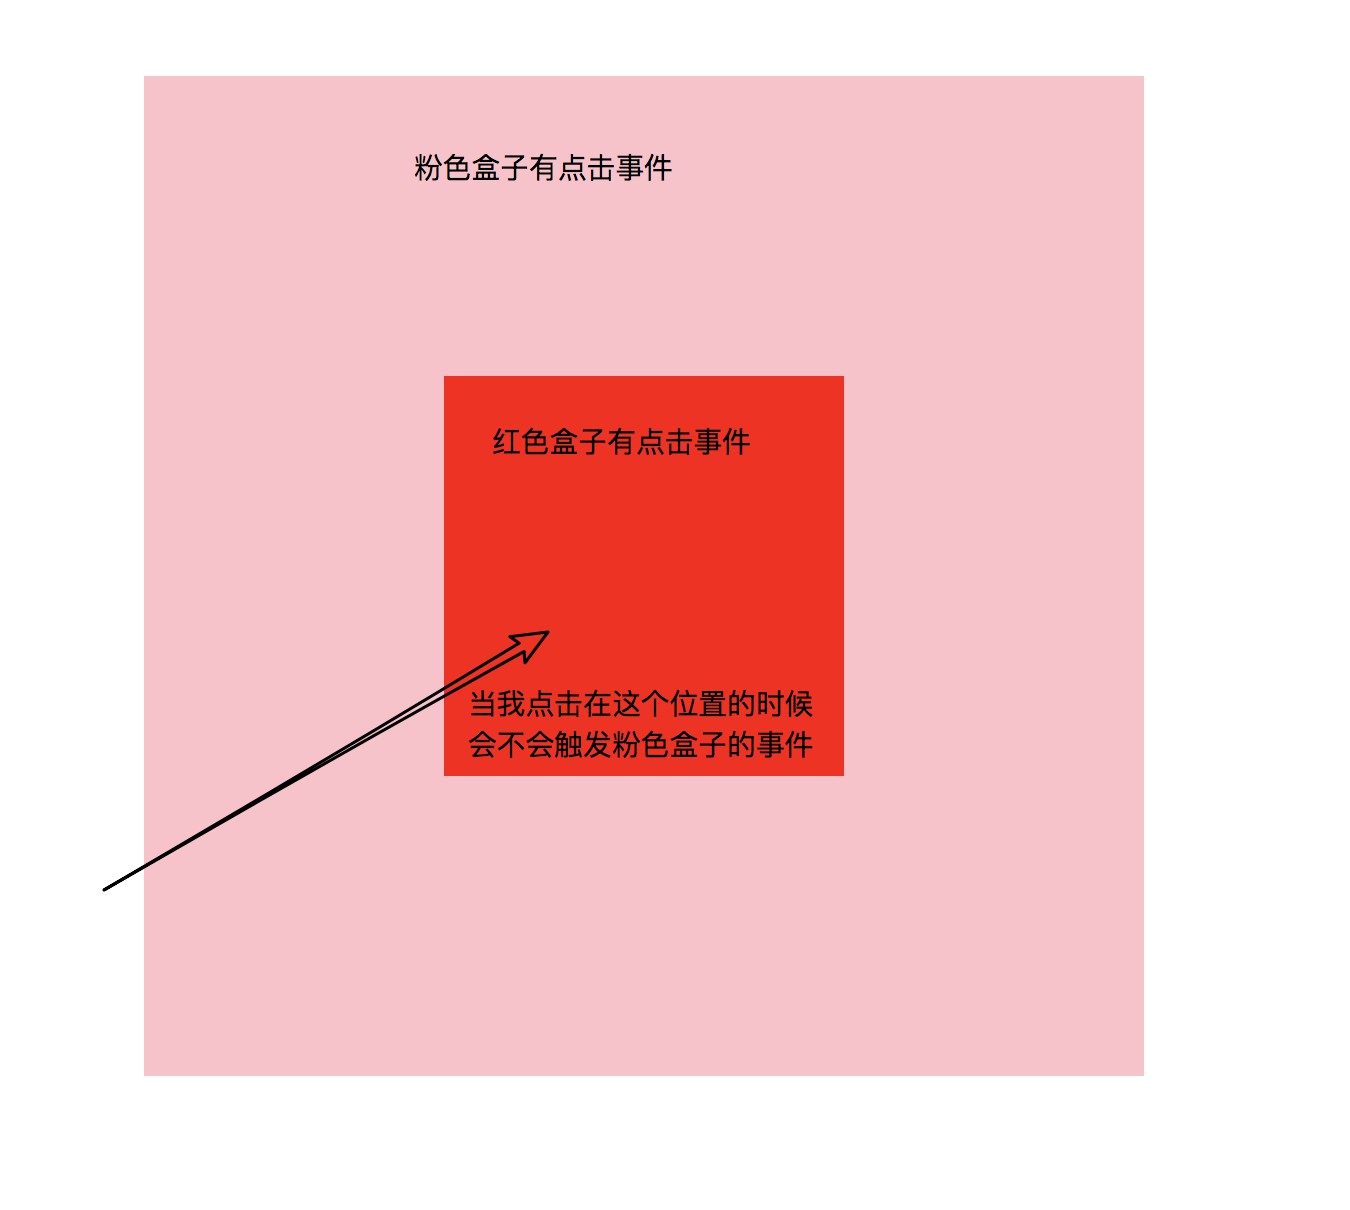 粉色盒子有点击事件
红色盒子有点击事件
当我点击在这个位置的时候
会不会触发粉色盒子的事件